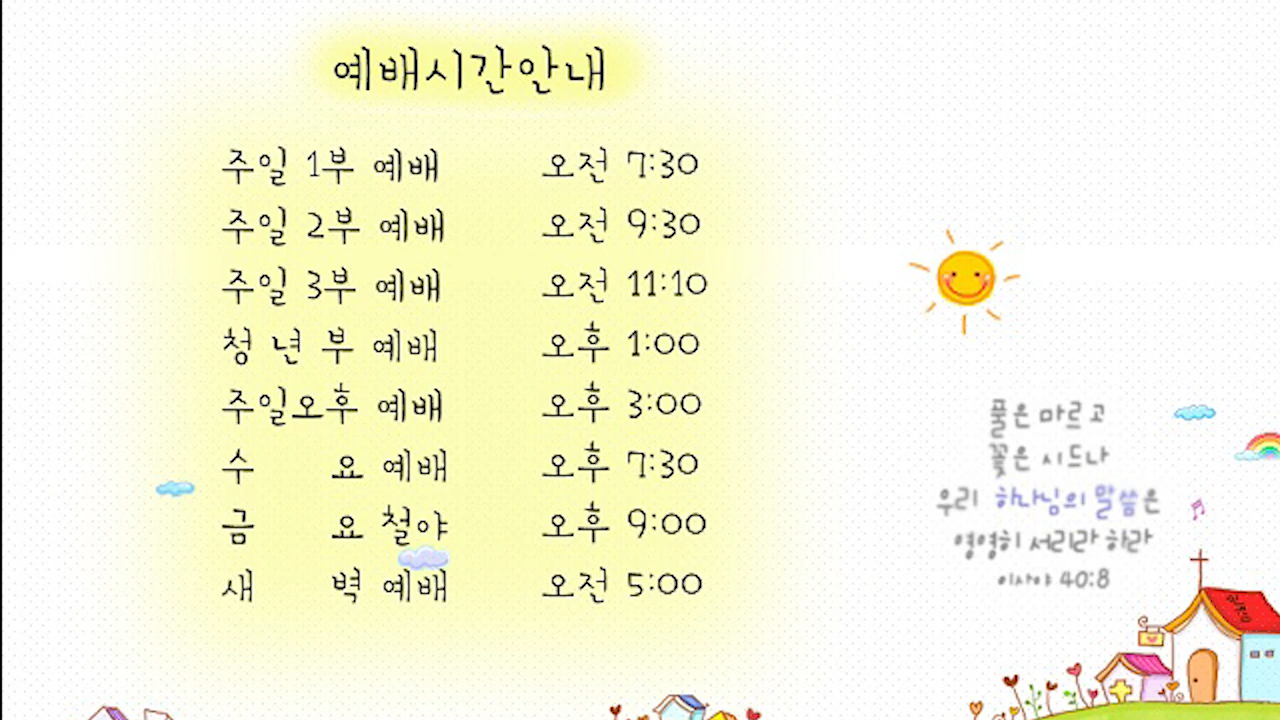 예배시간안내
주일 1부 예배 오전 7:30
주일 2부 예배 오전 9:30
주일 3부 예배 오전 11:10
청 년 부 예배 오후 1:00
주일오후 예배 오후 3:00
수 요 예배 오후 7:30
금 요 철야 오후 9:00
새 벽 예배 오전 5:00
풀은 마르고
꽃은 시드나
우리 하나님의 말씀은
영영히 서리라 하라
이사야 40:8